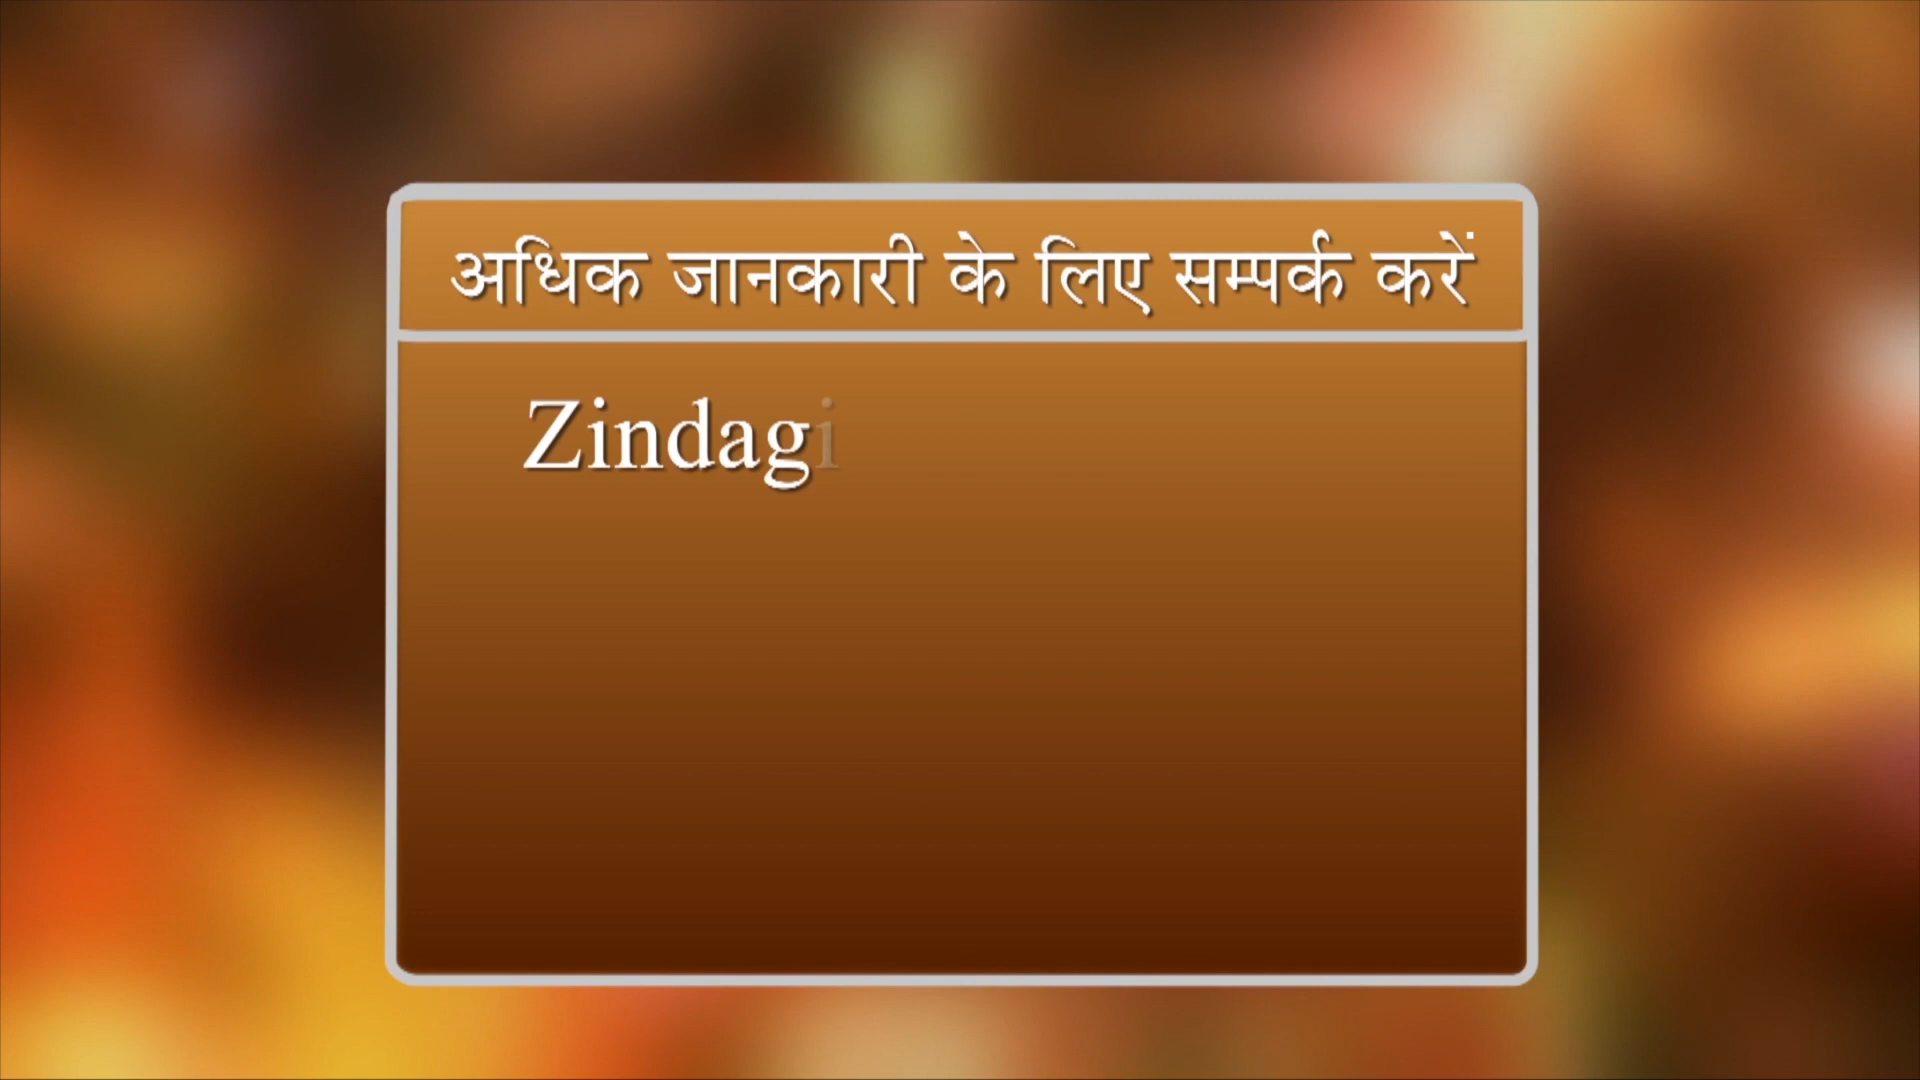 अधिक जानकारी के लिए सम्पर्क करें
Zindagi